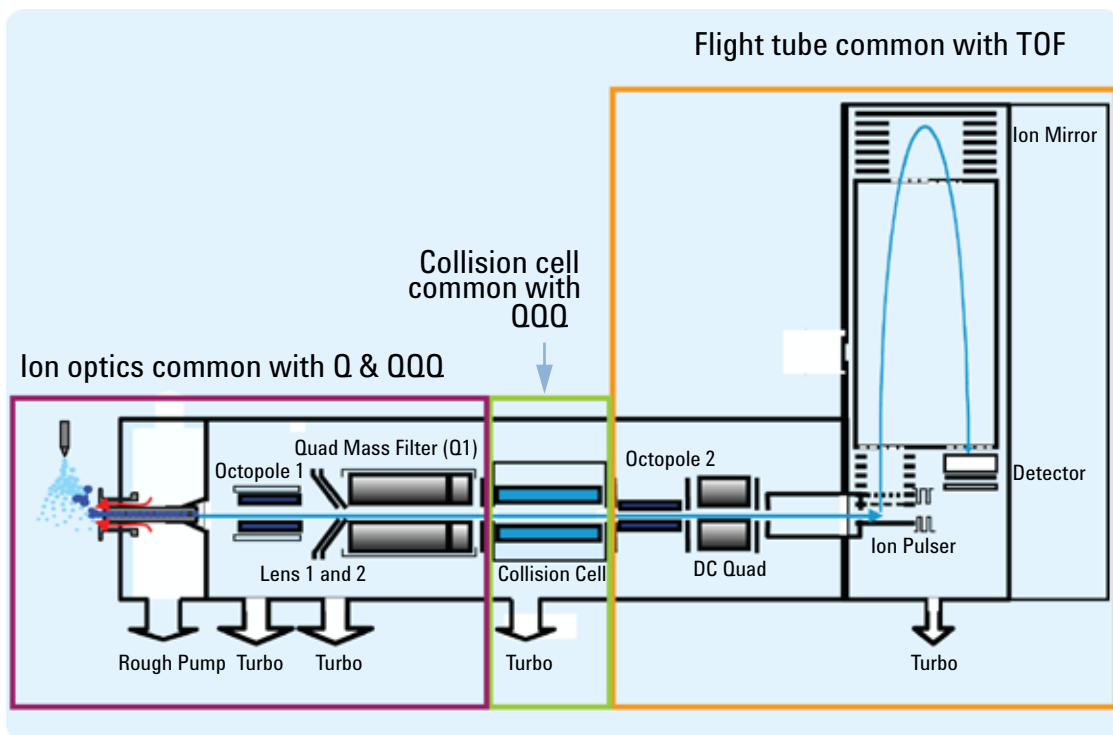 Flight tube common with TOF
Ion Mirror
Collision cell
common with
QQQ
Ion optics common with Q & QQQ
Quad Mass Filter (Q1)
Octopole 1
Octopole 2
Detector
Ion Pulser
Lens 1 and 2
Collision Cell
DC Quad
Rough Pump
Turbo
Turbo
Turbo
Turbo